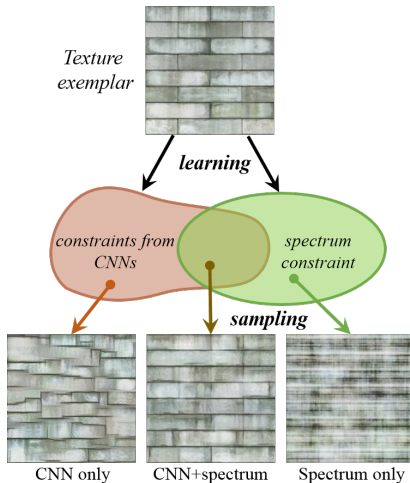 Texture
exemplar
learning
constraints from
CNNs
spectrum
constraint
sampling
CNN only
CNN+spectrum
Spectrum only